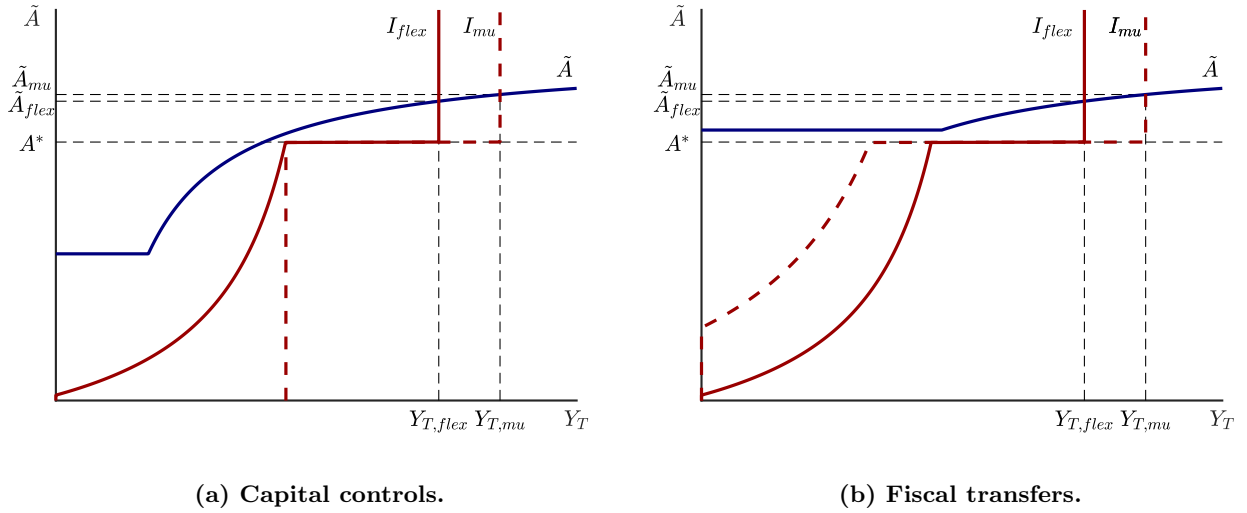 Ã
I_flex
I_mu
Ã
Ã_mu
Ã_flex
A*
Y_T,flex
Y_T,mu
Y_T
(a) Capital controls.
Ã
I_flex
I_mu
Ã
Ã_mu
Ã_flex
A*
Y_T,flex
Y_T,mu
Y_T
(b) Fiscal transfers.